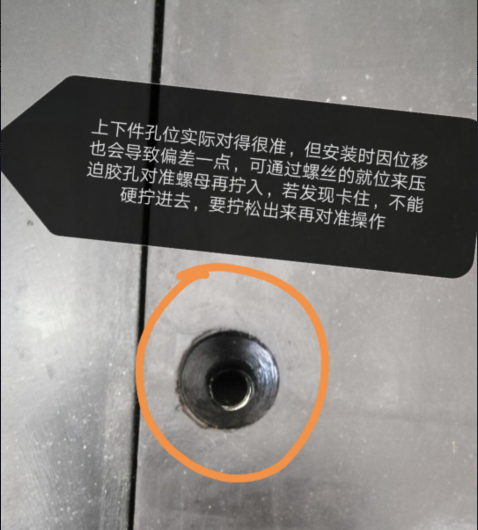 上下件孔位实际对得很准，但安装时因位移
也会导致偏差一点，可通过螺丝的就位来压
迫胶孔对准螺母再拧入，若发现卡住，不能
硬拧进去，要拧松出来再对准操作